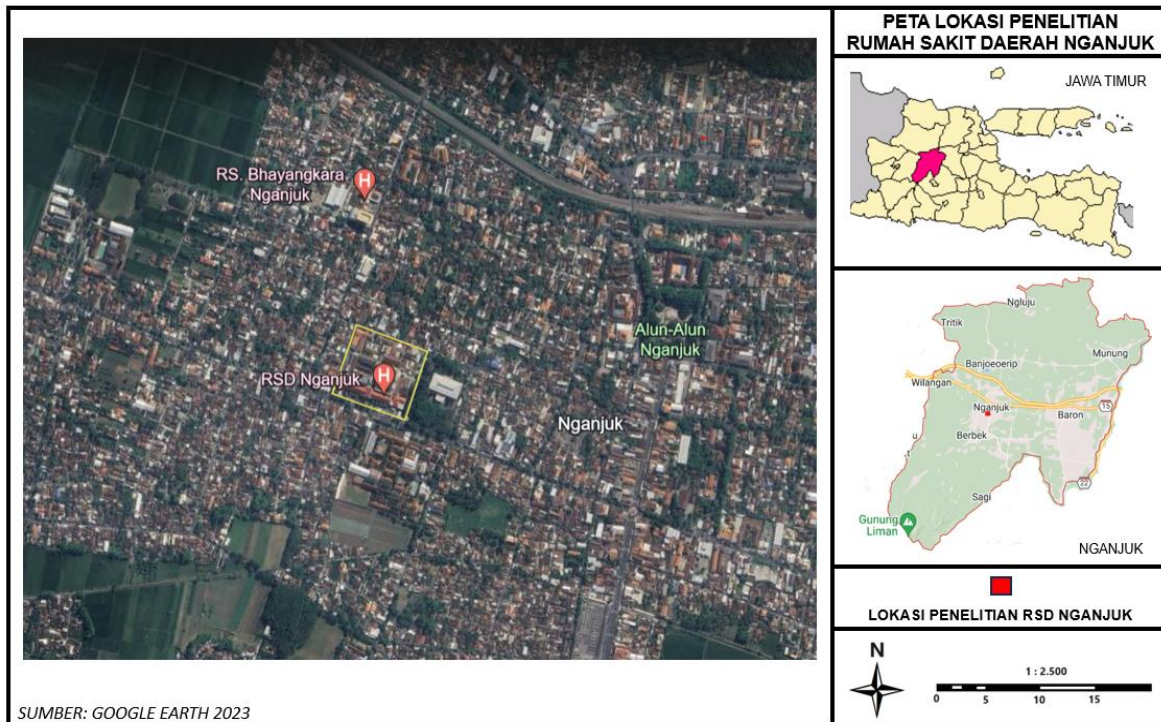 PETA LOKASI PENELITIAN
RUMAH SAKIT DAERAH NGANJUK
JAWA TIMUR
RS. Bhayangkara
Nganjuk
Alun-Alun
Nganjuk
RSD Nganjuk
Nganjuk
H
H
Ngluju
Tritik
Munung
Banjoeoerip
Wilangan
Nganjuk
15
Baron
Berbek
u
22
Sagi
Gunung
Liman
NGANJUK
LOKASI PENELITIAN RSD NGANJUK
N
1 : 2.500
0 5 10 15
SUMBER: GOOGLE EARTH 2023